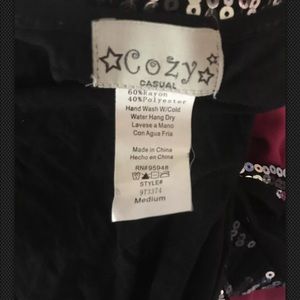 Cozy
CASUAL
60%Rayon
40%Polyester
Hand Wash W/Cold
Water Hang Dry
Lavese a Mano
Con Agua Fria
Made in China
Hecho en China
RN#95948
STYLE#
9T3374
Medium